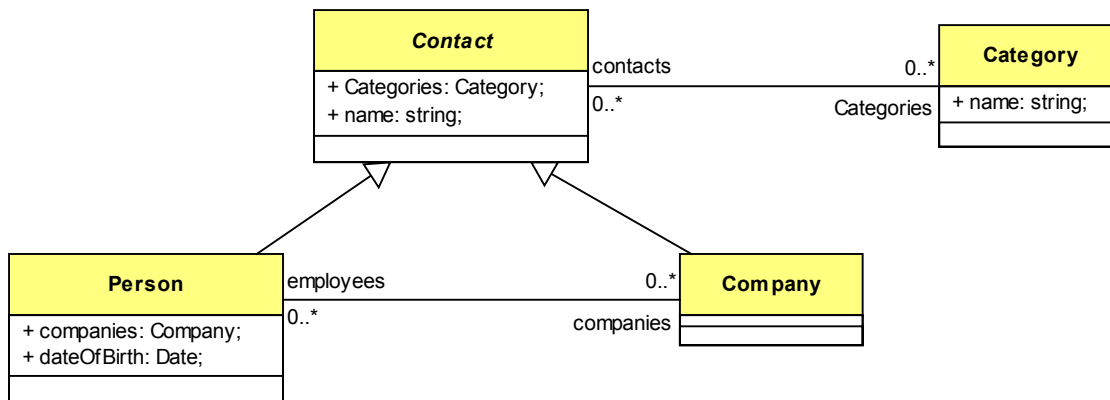 Contact
+ Categories: Category;
+ name: string;
contacts
0..*
0..*
Categories
Category
+ name: string;
Person
+ companies: Company;
+ dateOfBirth: Date;
employees
0..*
0..*
companies
Company